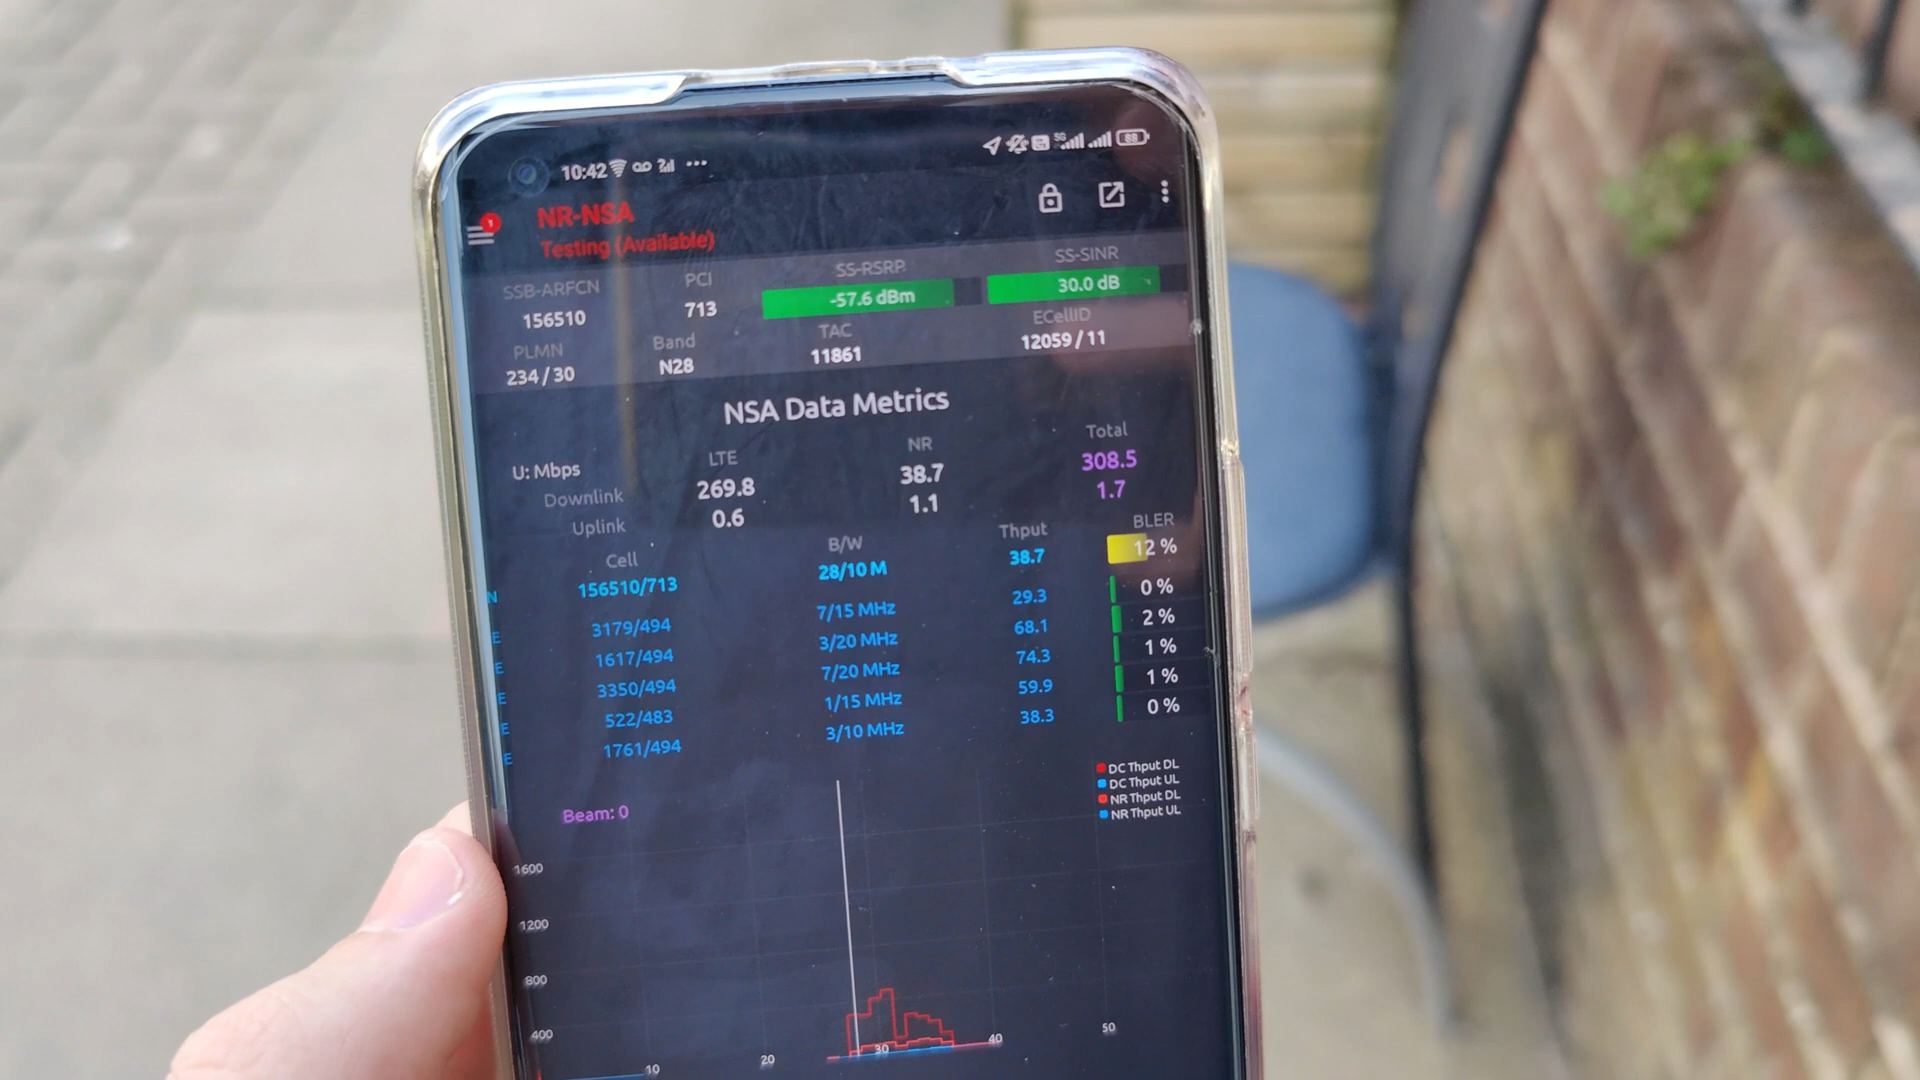 10:42 5G 88
NR-NSA 1
Testing (Available)
SSB-ARFCN PCI SS-RSRP SS-SINR
156510 713 -57.6 dBm 30.0 dB
PLMN Band TAC ECellID
234 / 30 N28 11861 12059 / 11
NSA Data Metrics
U: Mbps LTE NR Total
Downlink 269.8 38.7 308.5
Uplink 0.6 1.1 1.7
Cell B/W Thput BLER
N 156510/713 28/10 M 38.7 12 %
E 3179/494 7/15 MHz 29.3 0 %
E 1617/494 3/20 MHz 68.1 2 %
E 3350/494 7/20 MHz 74.3 1 %
E 522/483 1/15 MHz 59.9 1 %
E 1761/494 3/10 MHz 38.3 0 %
DC Thput DL
DC Thput UL
NR Thput DL
NR Thput UL
Beam: 0
1600
1200
800
400
10 20 30 40 50